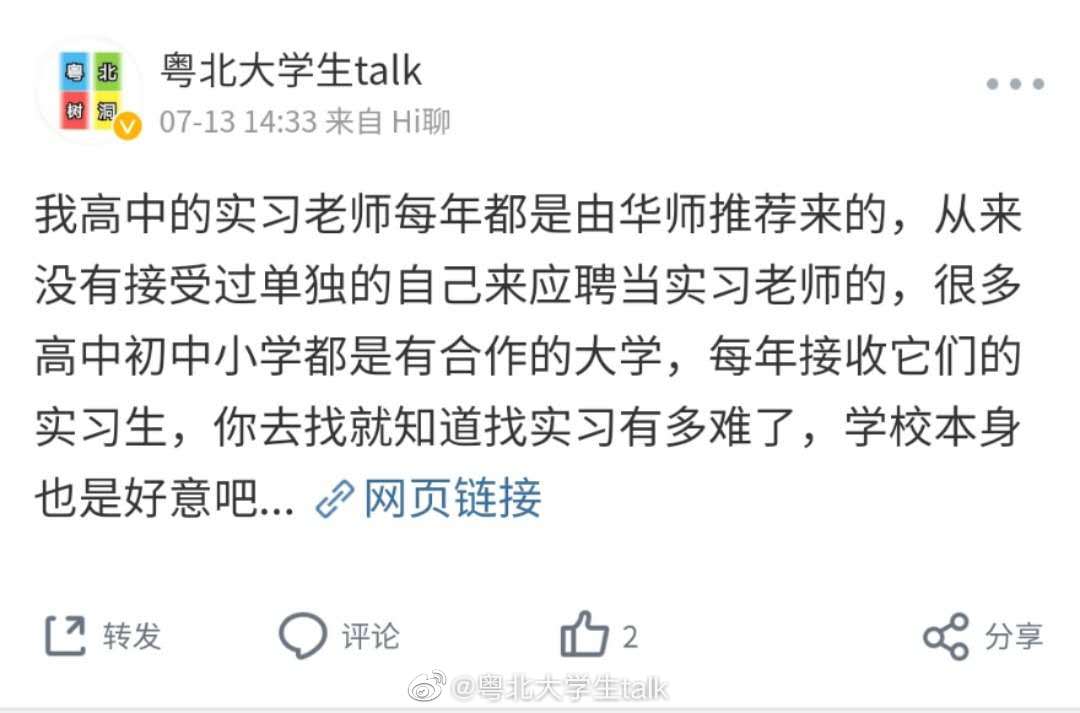 粤北
树洞
粤北大学生talk
07-13 14:33 来自 Hi聊
我高中的实习老师每年都是由华师推荐来的，从来
没有接受过单独的自己来应聘当实习老师的，很多
高中初中小学都是有合作的大学，每年接收它们的
实习生，你去找就知道找实习有多难了，学校本身
也是好意吧... 网页链接
转发 评论 2 分享
@粤北大学生talk